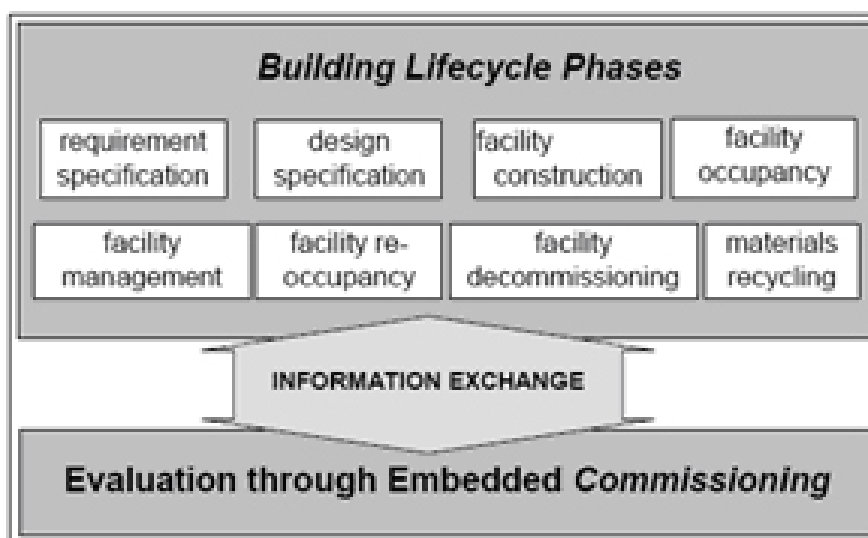 Building Lifecycle Phases
requirement
specification
design
specification
facility
construction
facility
occupancy
facility
management
facility re-
occupancy
facility
decommissioning
materials
recycling
INFORMATION EXCHANGE
Evaluation through Embedded Commissioning